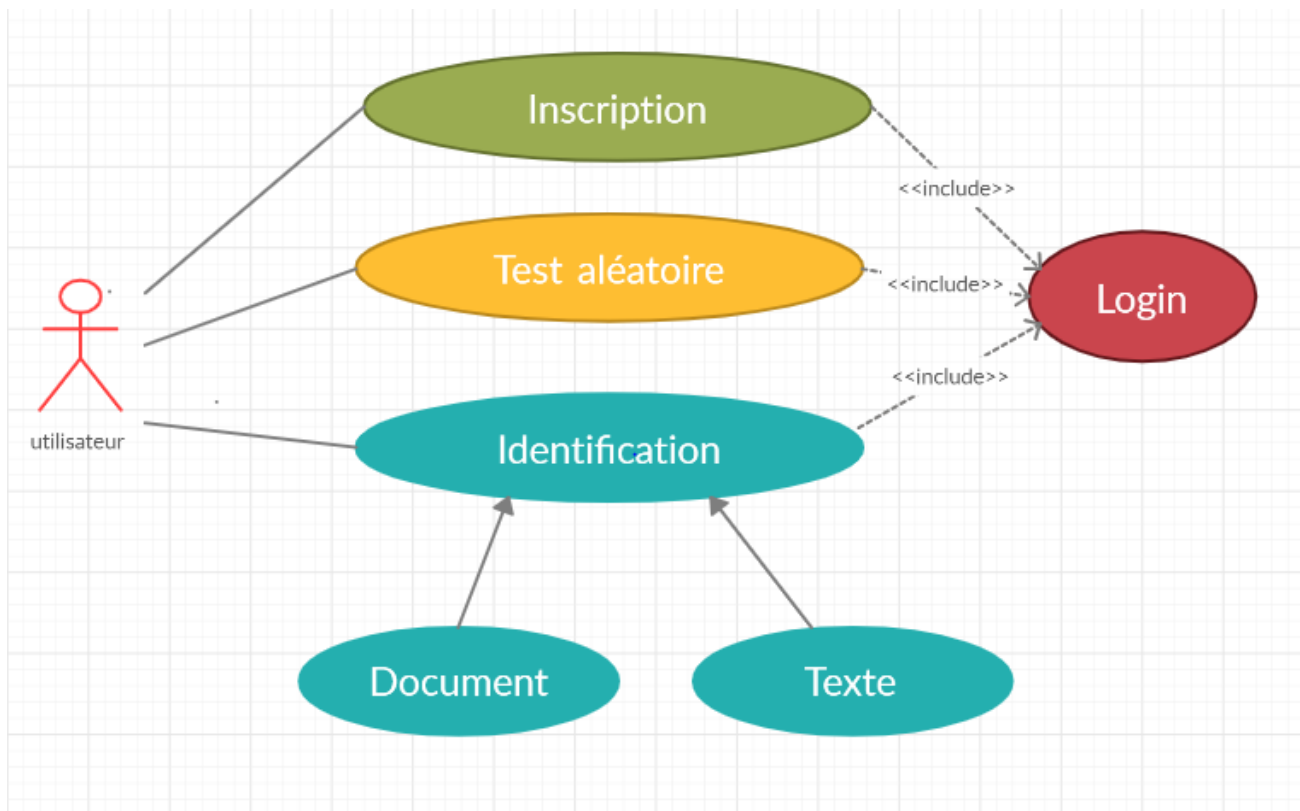 Inscription
<<include>>
Test aléatoire
<<include>>
Login
<<include>>
utilisateur
Identification
Document
Texte